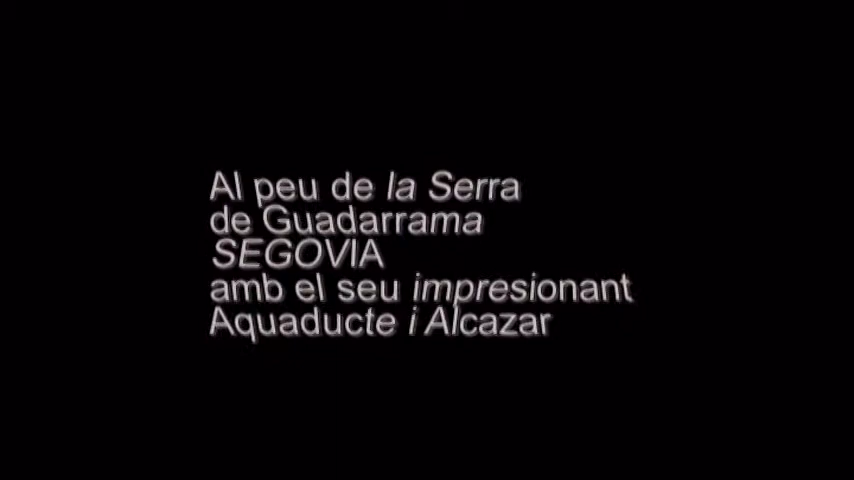 Al peu de la Serra
de Guadarrama
SEGOVIA
amb el seu impresionant
Aquaducte i Alcazar